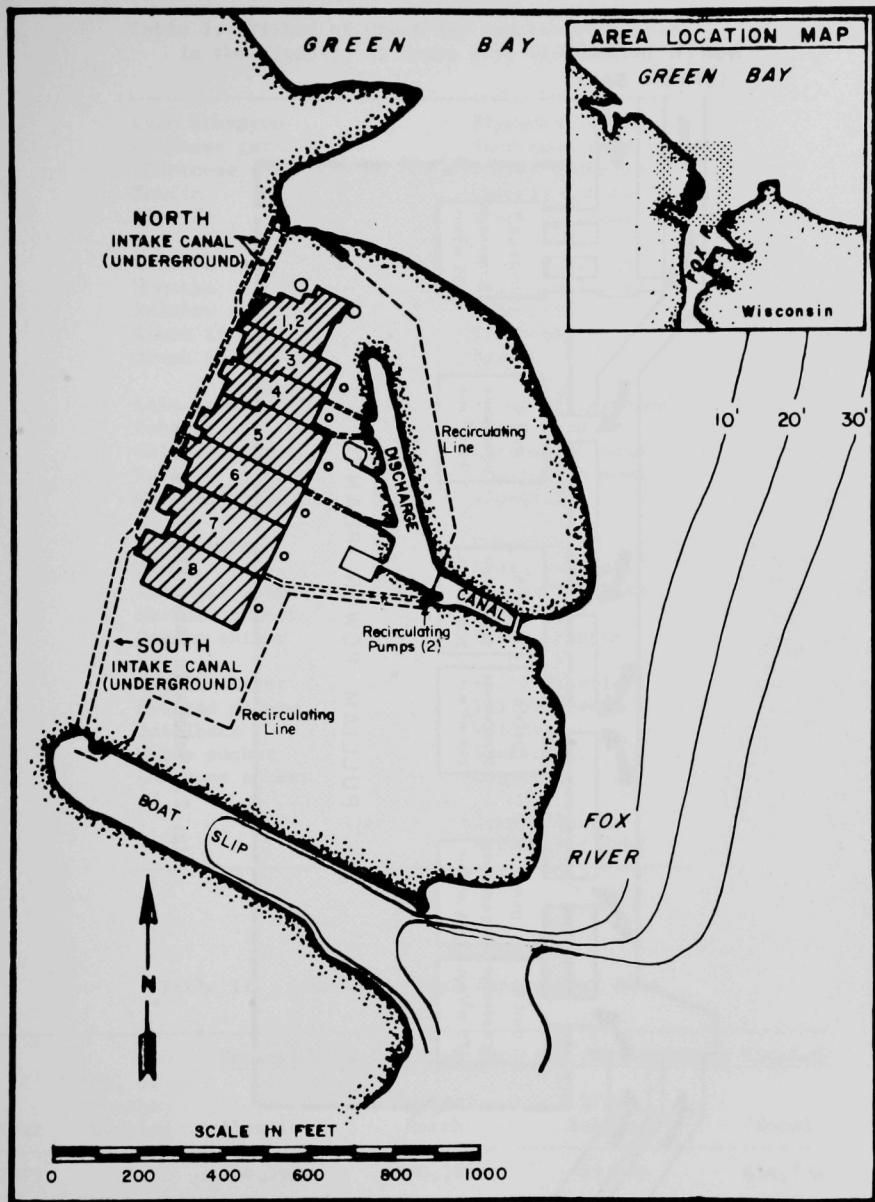 GREEN BAY
AREA LOCATION MAP
GREEN BAY
FOX R.
Wisconsin
NORTH
INTAKE CANAL
(UNDERGROUND)
1,2
3
4
5
6
7
8
Recirculating
Line
DISCHARGE
CANAL
10'
20'
30'
Recirculating
Pumps (2)
SOUTH
INTAKE CANAL
(UNDERGROUND)
Recirculating
Line
BOAT SLIP
FOX
RIVER
N
SCALE IN FEET
0 200 400 600 800 1000